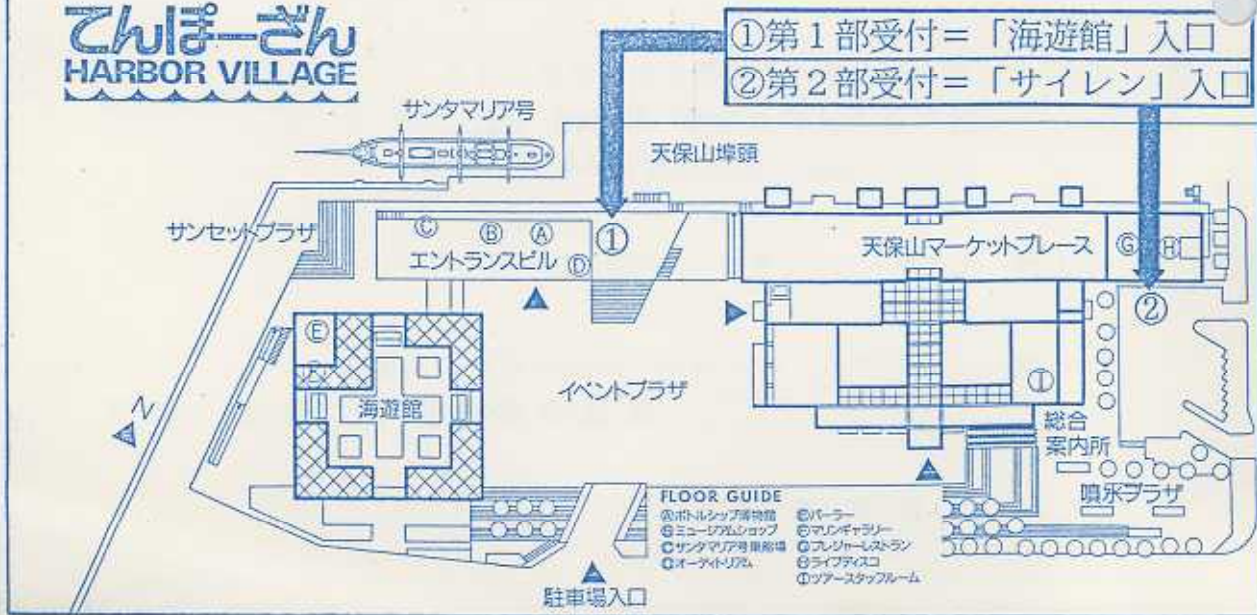 てんぽーざん
HARBOR VILLAGE
①第1部受付=「海遊館」入口
②第2部受付=「サイレン」入口
サンタマリア号
天保山埠頭
サンセットプラザ
Ⓒ Ⓑ Ⓐ
①
エントランスビル Ⓓ
天保山マーケットプレース
Ⓖ Ⓗ
②
Ⓔ
海遊館
イベントプラザ
Ⓘ
総合
案内所
噴水プラザ
N
FLOOR GUIDE
Ⓐボトルシップ博物館
Ⓑミュージアムショップ
Ⓒサンタマリア号乗船場
Ⓓオーディトリアム
Ⓔパーラー
Ⓕマリンギャラリー
Ⓖプレジャーレストラン
Ⓗライブディスコ
Ⓘツアースタッフルーム
駐車場入口